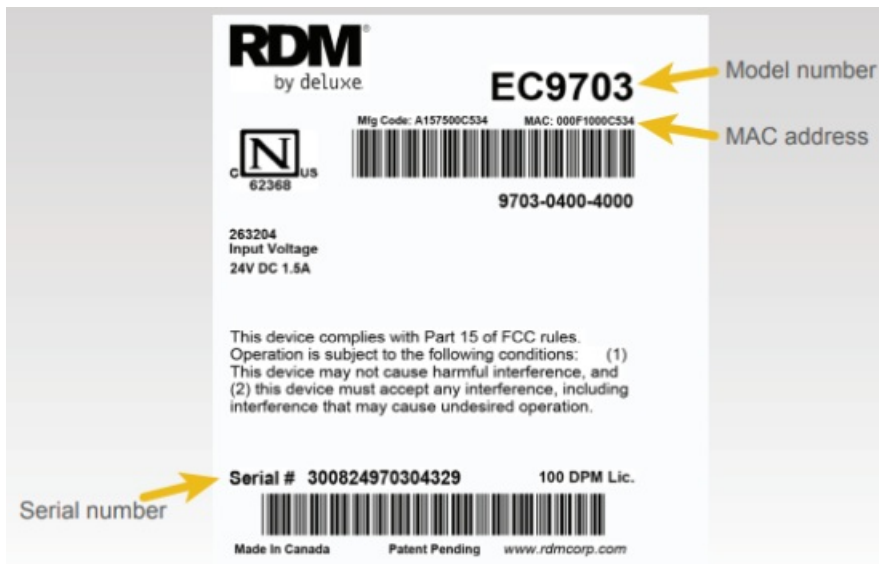 RDM®
by deluxe
EC9703
Model number
Mfg Code: A157500C534 MAC: 000F1000C534
MAC address
C N US
62368
9703-0400-4000
263204
Input Voltage
24V DC 1.5A
This device complies with Part 15 of FCC rules.
Operation is subject to the following conditions: (1)
This device may not cause harmful interference, and
(2) this device must accept any interference, including
interference that may cause undesired operation.
Serial # 300824970304329 100 DPM Lic.
Serial number
Made In Canada Patent Pending www.rdmcorp.com